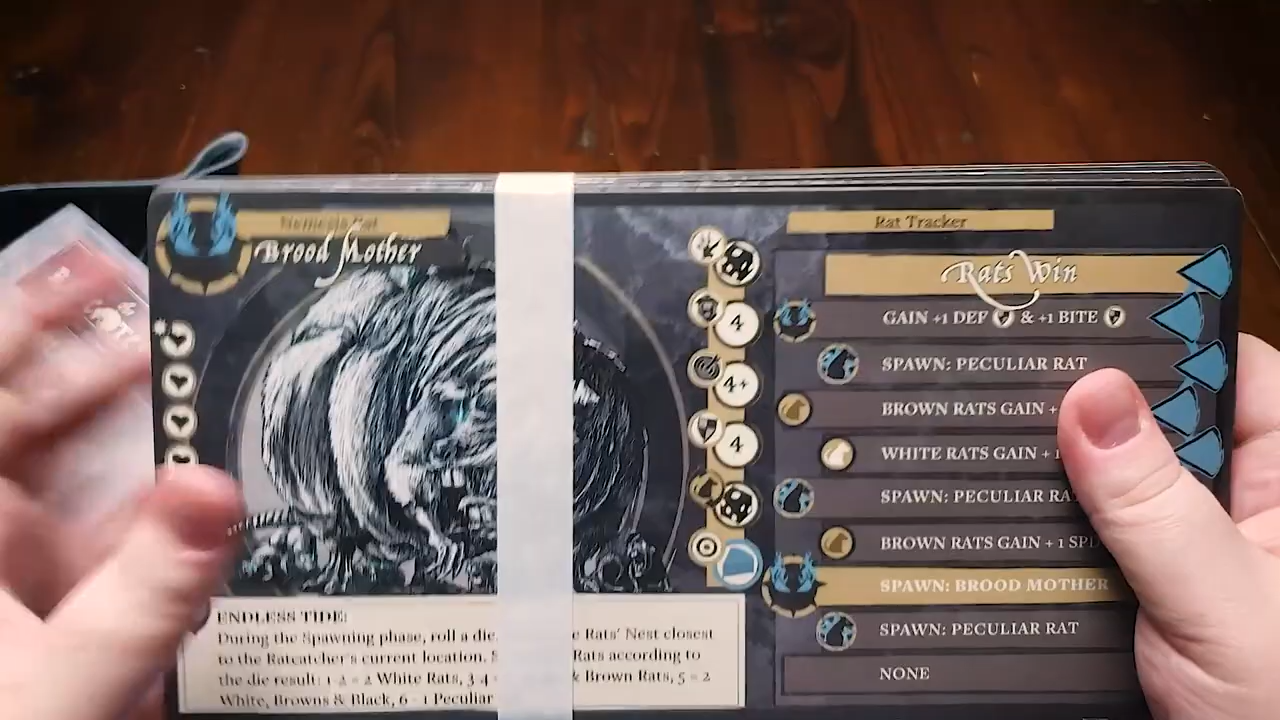 Nemesis Rat
Brood Mother
4
4+
4
ENDLESS TIDE:
During the Spawning phase, roll a die. e Rats' Nest closest
to the Ratcatcher's current location. S Rats according to
the die result: 1-2 = 2 White Rats, 3-4 - k Brown Rats, 5 = 2
White, Browns & Black, 6 - 1 Peculiar
Rat Tracker
Rats Win
GAIN +1 DEF & +1 BITE
SPAWN: PECULIAR RAT
BROWN RATS GAIN +
WHITE RATS GAIN + 1
SPAWN: PECULIAR RAT
BROWN RATS GAIN + 1 SPD
SPAWN: BROOD MOTHER
SPAWN: PECULIAR RAT
NONE